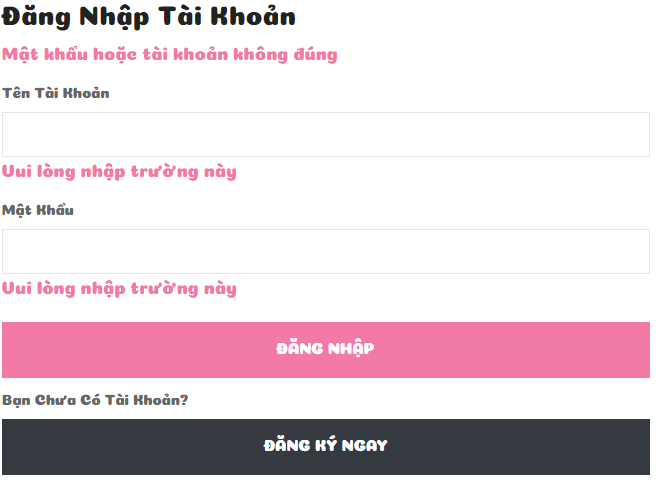 Đăng Nhập Tài Khoản
Mật khẩu hoặc tài khoản không đúng
Tên Tài Khoản
Vui lòng nhập trường này
Mật Khẩu
Vui lòng nhập trường này
ĐĂNG NHẬP
Bạn Chưa Có Tài Khoản?
ĐĂNG KÝ NGAY